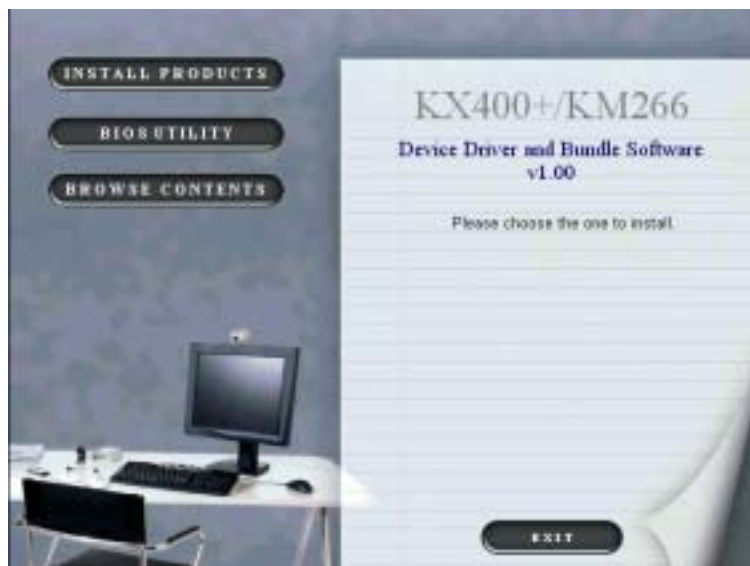 INSTALL PRODUCTS
BIOS UTILITY
BROWSE CONTENTS
KX400+/KM266
Device Driver and Bundle Software
v1.00
Please choose the one to install.
EXIT